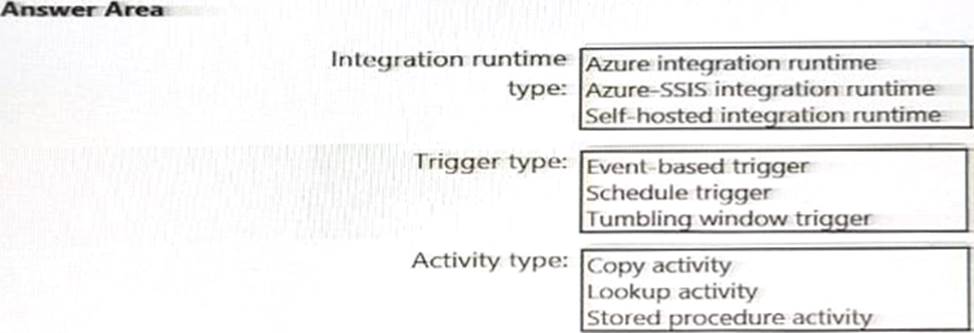 Answer Area
Integration runtime type:
Azure integration runtime
Azure-SSIS integration runtime
Self-hosted integration runtime
Trigger type:
Event-based trigger
Schedule trigger
Tumbling window trigger
Activity type:
Copy activity
Lookup activity
Stored procedure activity